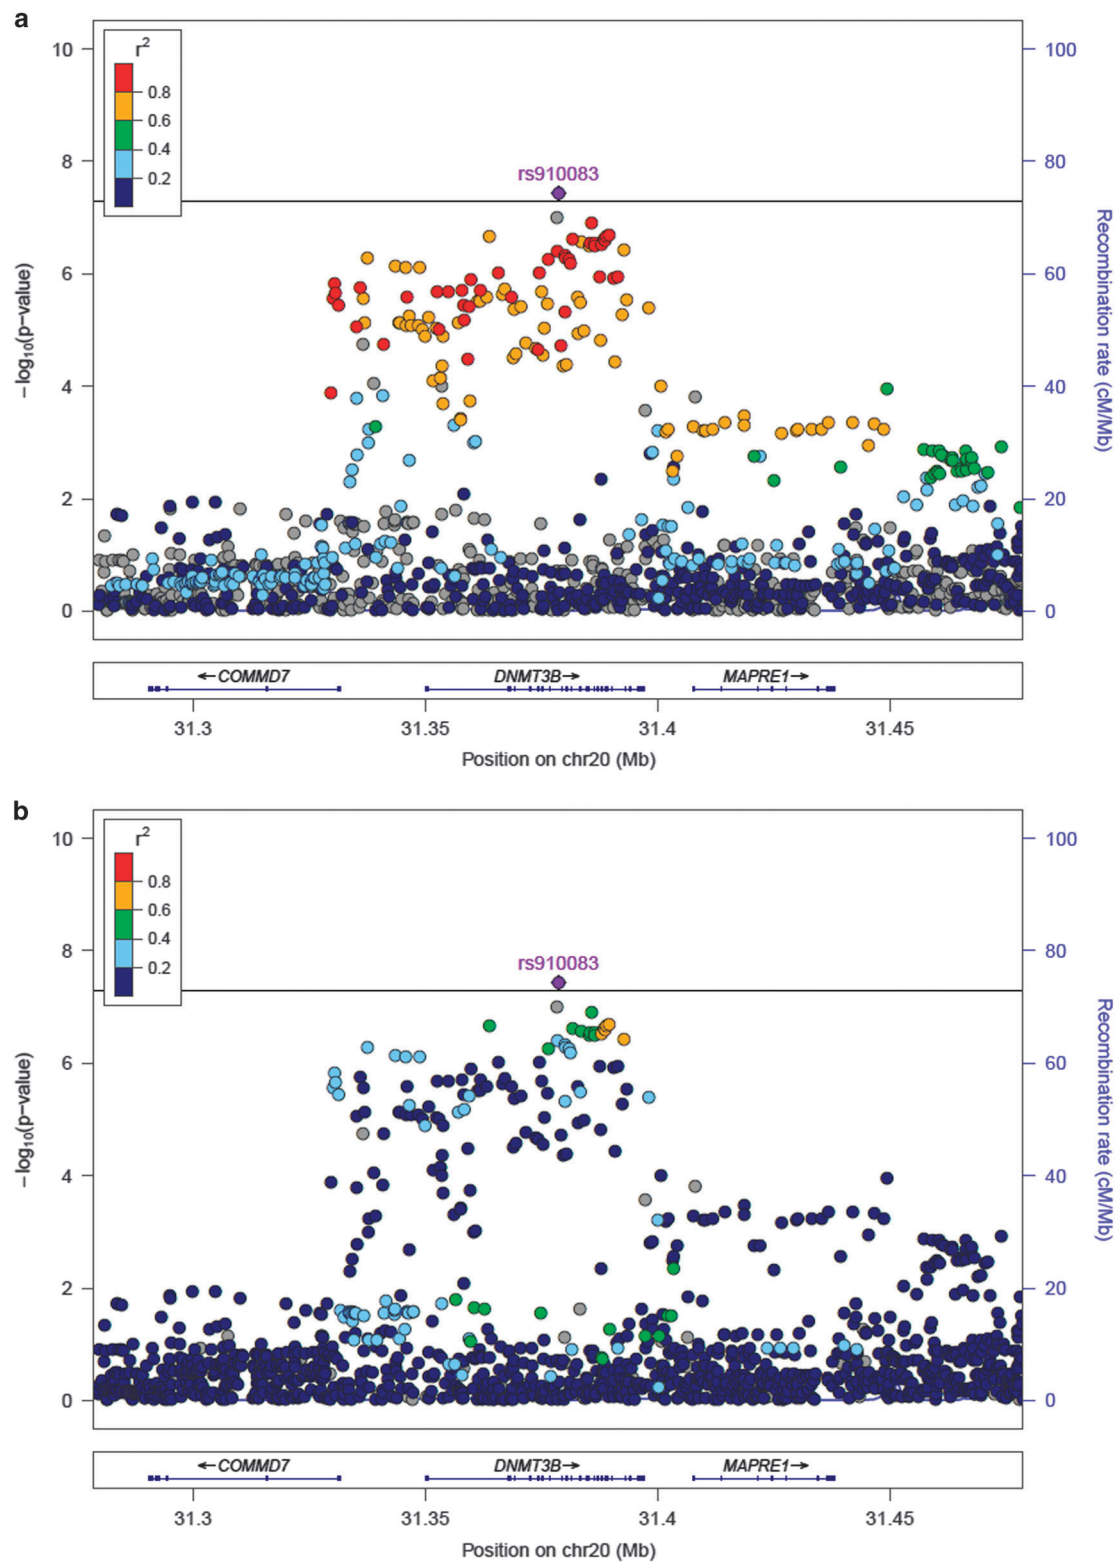 a
r2
0.8
0.6
0.4
0.2
10
8
6
4
2
0
−log10(p−value)
100
80
60
40
20
0
Recombination rate (cM/Mb)
rs910083
←COMMD7
DNMT3B→
MAPRE1→
31.3
31.35
31.4
31.45
Position on chr20 (Mb)
b
r2
0.8
0.6
0.4
0.2
10
8
6
4
2
0
−log10(p−value)
100
80
60
40
20
0
Recombination rate (cM/Mb)
rs910083
←COMMD7
DNMT3B→
MAPRE1→
31.3
31.35
31.4
31.45
Position on chr20 (Mb)